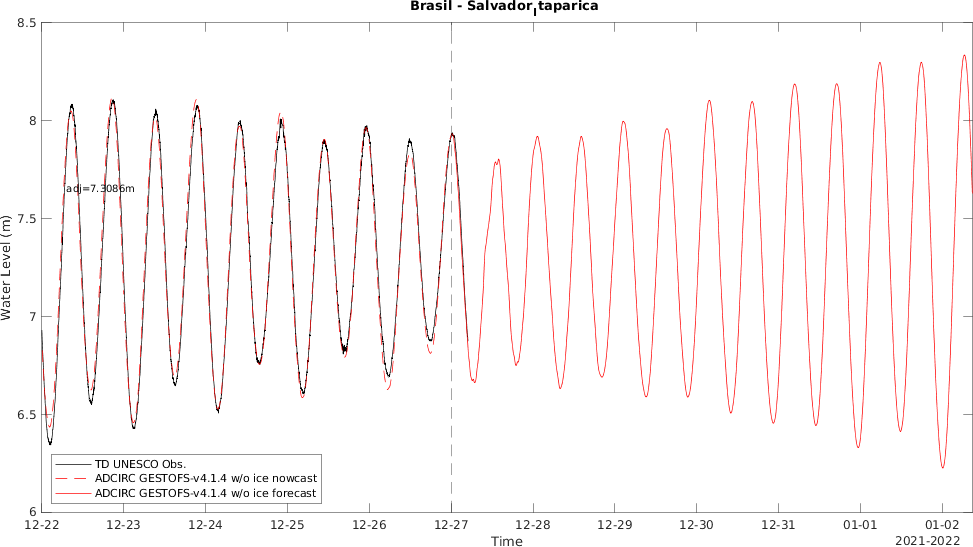 Brasil - Salvador_Itaparica
8.5
8
7.5
7
6.5
6
Water Level (m)
adj=7.3086m
TD UNESCO Obs.
ADCIRC GESTOFS-v4.1.4 w/o ice nowcast
ADCIRC GESTOFS-v4.1.4 w/o ice forecast
12-22 12-23 12-24 12-25 12-26 12-27 12-28 12-29 12-30 12-31 01-01 01-02
Time
2021-2022